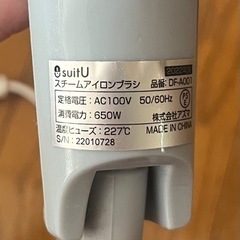 suitU
スチームアイロンブラシ 品番: DF-A001
定格電圧：AC100V 50/60Hz
消費電力：650W 株式会社アズマ
温度ヒューズ：227℃ MADE IN CHINA
S/N：22010728